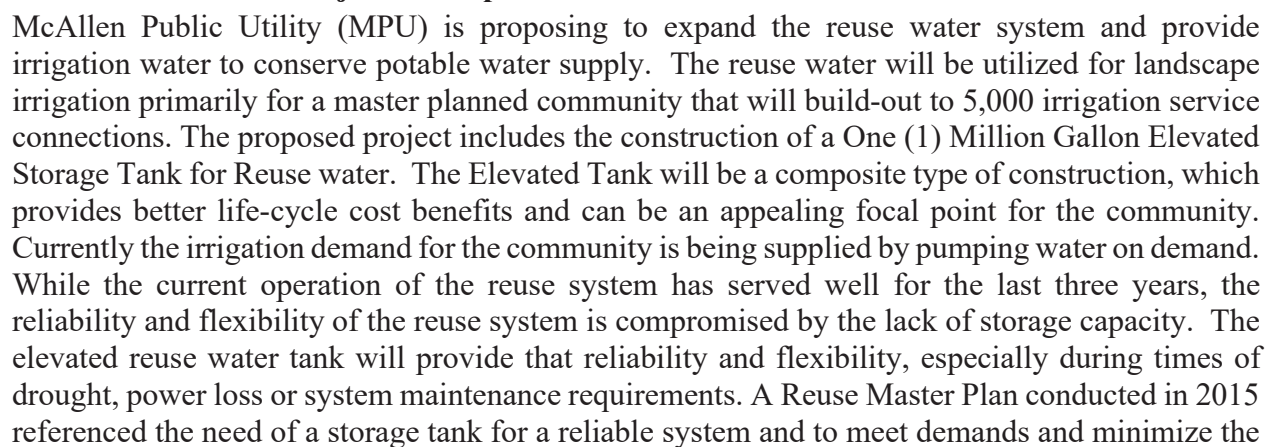 McAllen Public Utility (MPU) is proposing to expand the reuse water system and provide
irrigation water to conserve potable water supply. The reuse water will be utilized for landscape
irrigation primarily for a master planned community that will build-out to 5,000 irrigation service
connections. The proposed project includes the construction of a One (1) Million Gallon Elevated
Storage Tank for Reuse water. The Elevated Tank will be a composite type of construction, which
provides better life-cycle cost benefits and can be an appealing focal point for the community.
Currently the irrigation demand for the community is being supplied by pumping water on demand.
While the current operation of the reuse system has served well for the last three years, the
reliability and flexibility of the reuse system is compromised by the lack of storage capacity. The
elevated reuse water tank will provide that reliability and flexibility, especially during times of
drought, power loss or system maintenance requirements. A Reuse Master Plan conducted in 2015
referenced the need of a storage tank for a reliable system and to meet demands and minimize the